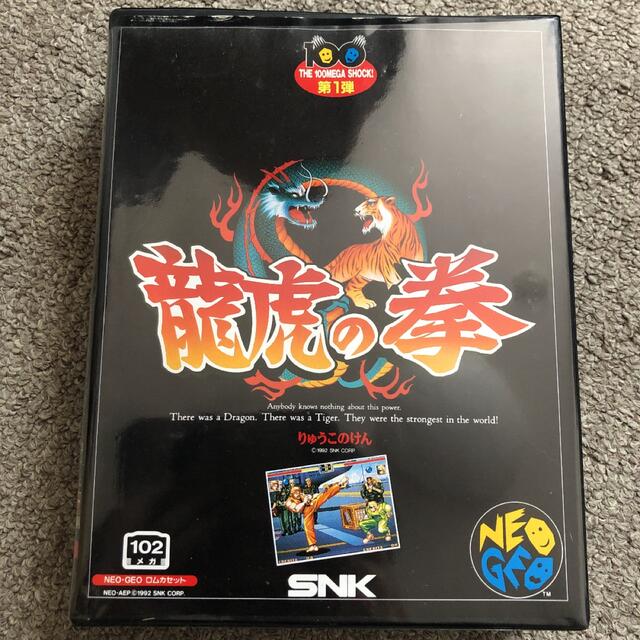 100
THE 100MEGA SHOCK!
第1弾
龍虎の拳
Anybody knows nothing about this power.
There was a Dragon. There was a Tiger. They were the strongest in the world!
りゅうこのけん
©1992 SNK CORP.
102
メガ
NEO・GEO ロムカセット
NEO-AEP ©1992 SNK CORP.
SNK
NEO
GEO
TM